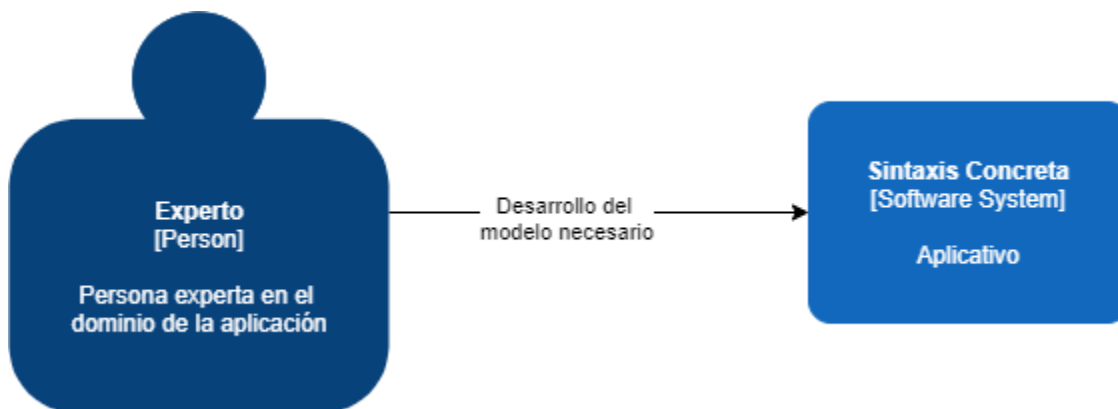 Experto
[Person]
Persona experta en el
dominio de la aplicación
Desarrollo del
modelo necesario
Sintaxis Concreta
[Software System]
Aplicativo